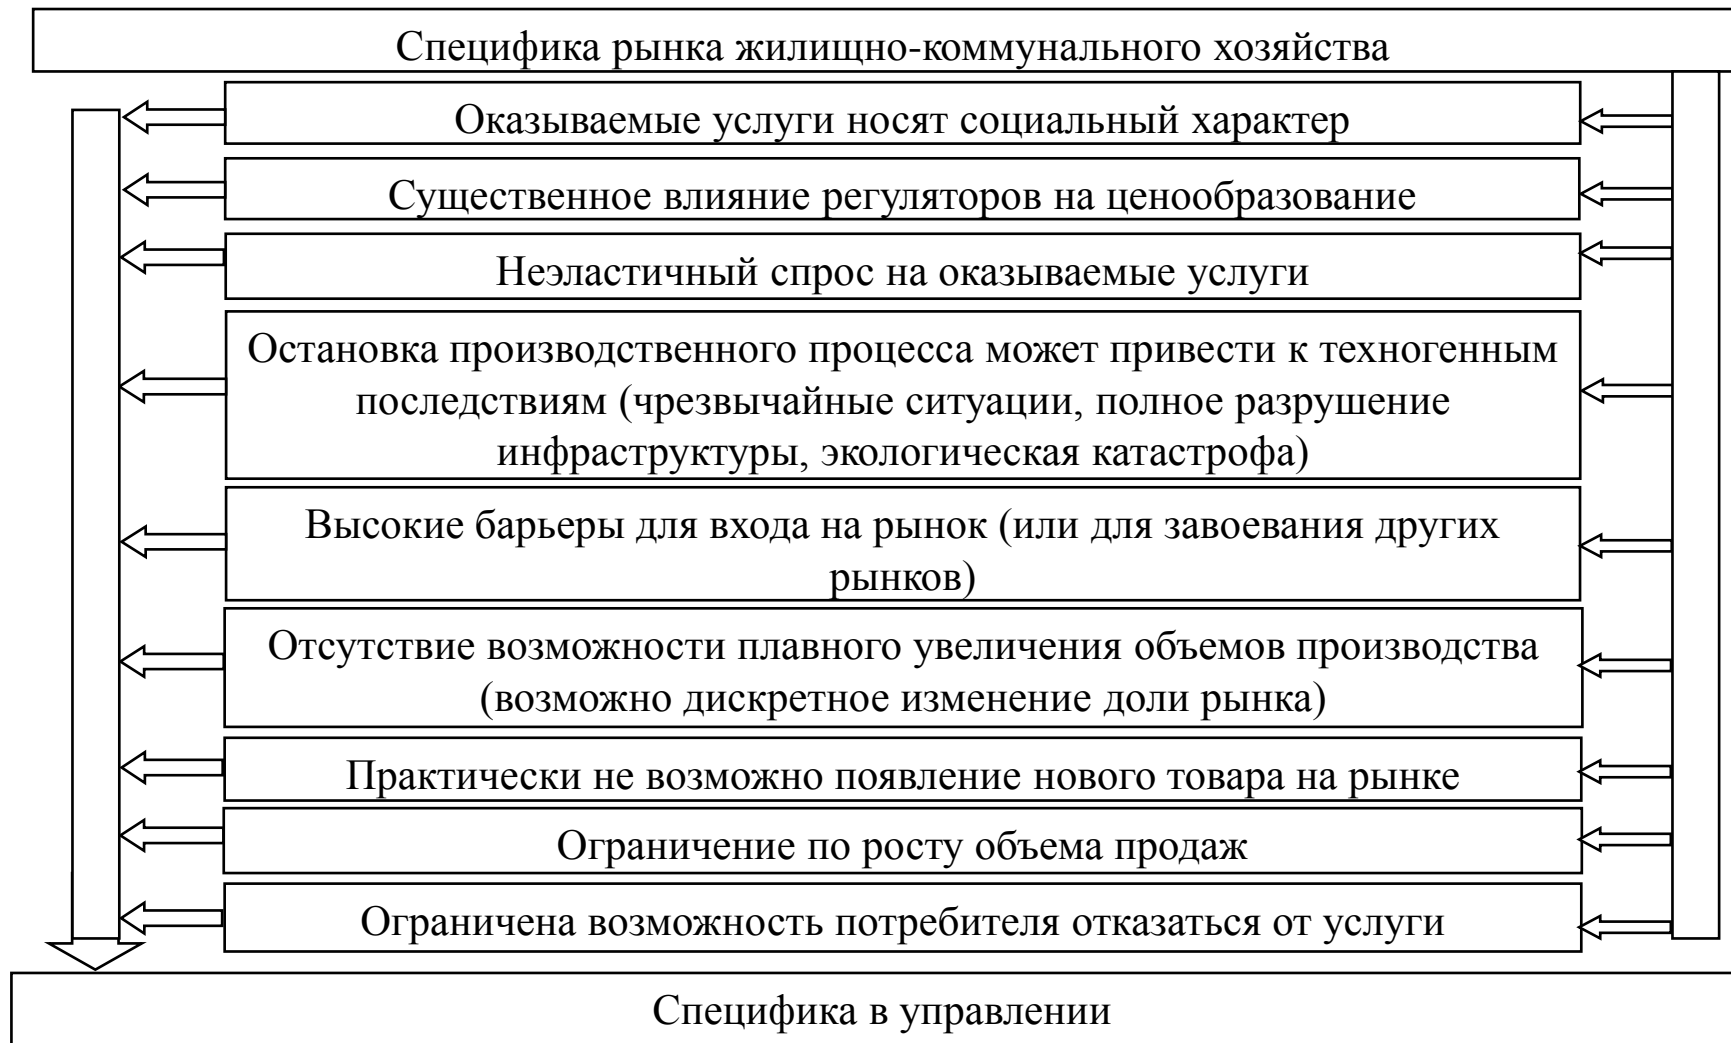 Специфика рынка жилищно-коммунального хозяйства
Оказываемые услуги носят социальный характер
Существенное влияние регуляторов на ценообразование
Неэластичный спрос на оказываемые услуги
Остановка производственного процесса может привести к техногенным
последствиям (чрезвычайные ситуации, полное разрушение
инфраструктуры, экологическая катастрофа)
Высокие барьеры для входа на рынок (или для завоевания других
рынков)
Отсутствие возможности плавного увеличения объемов производства
(возможно дискретное изменение доли рынка)
Практически не возможно появление нового товара на рынке
Ограничение по росту объема продаж
Ограничена возможность потребителя отказаться от услуги
Специфика в управлении